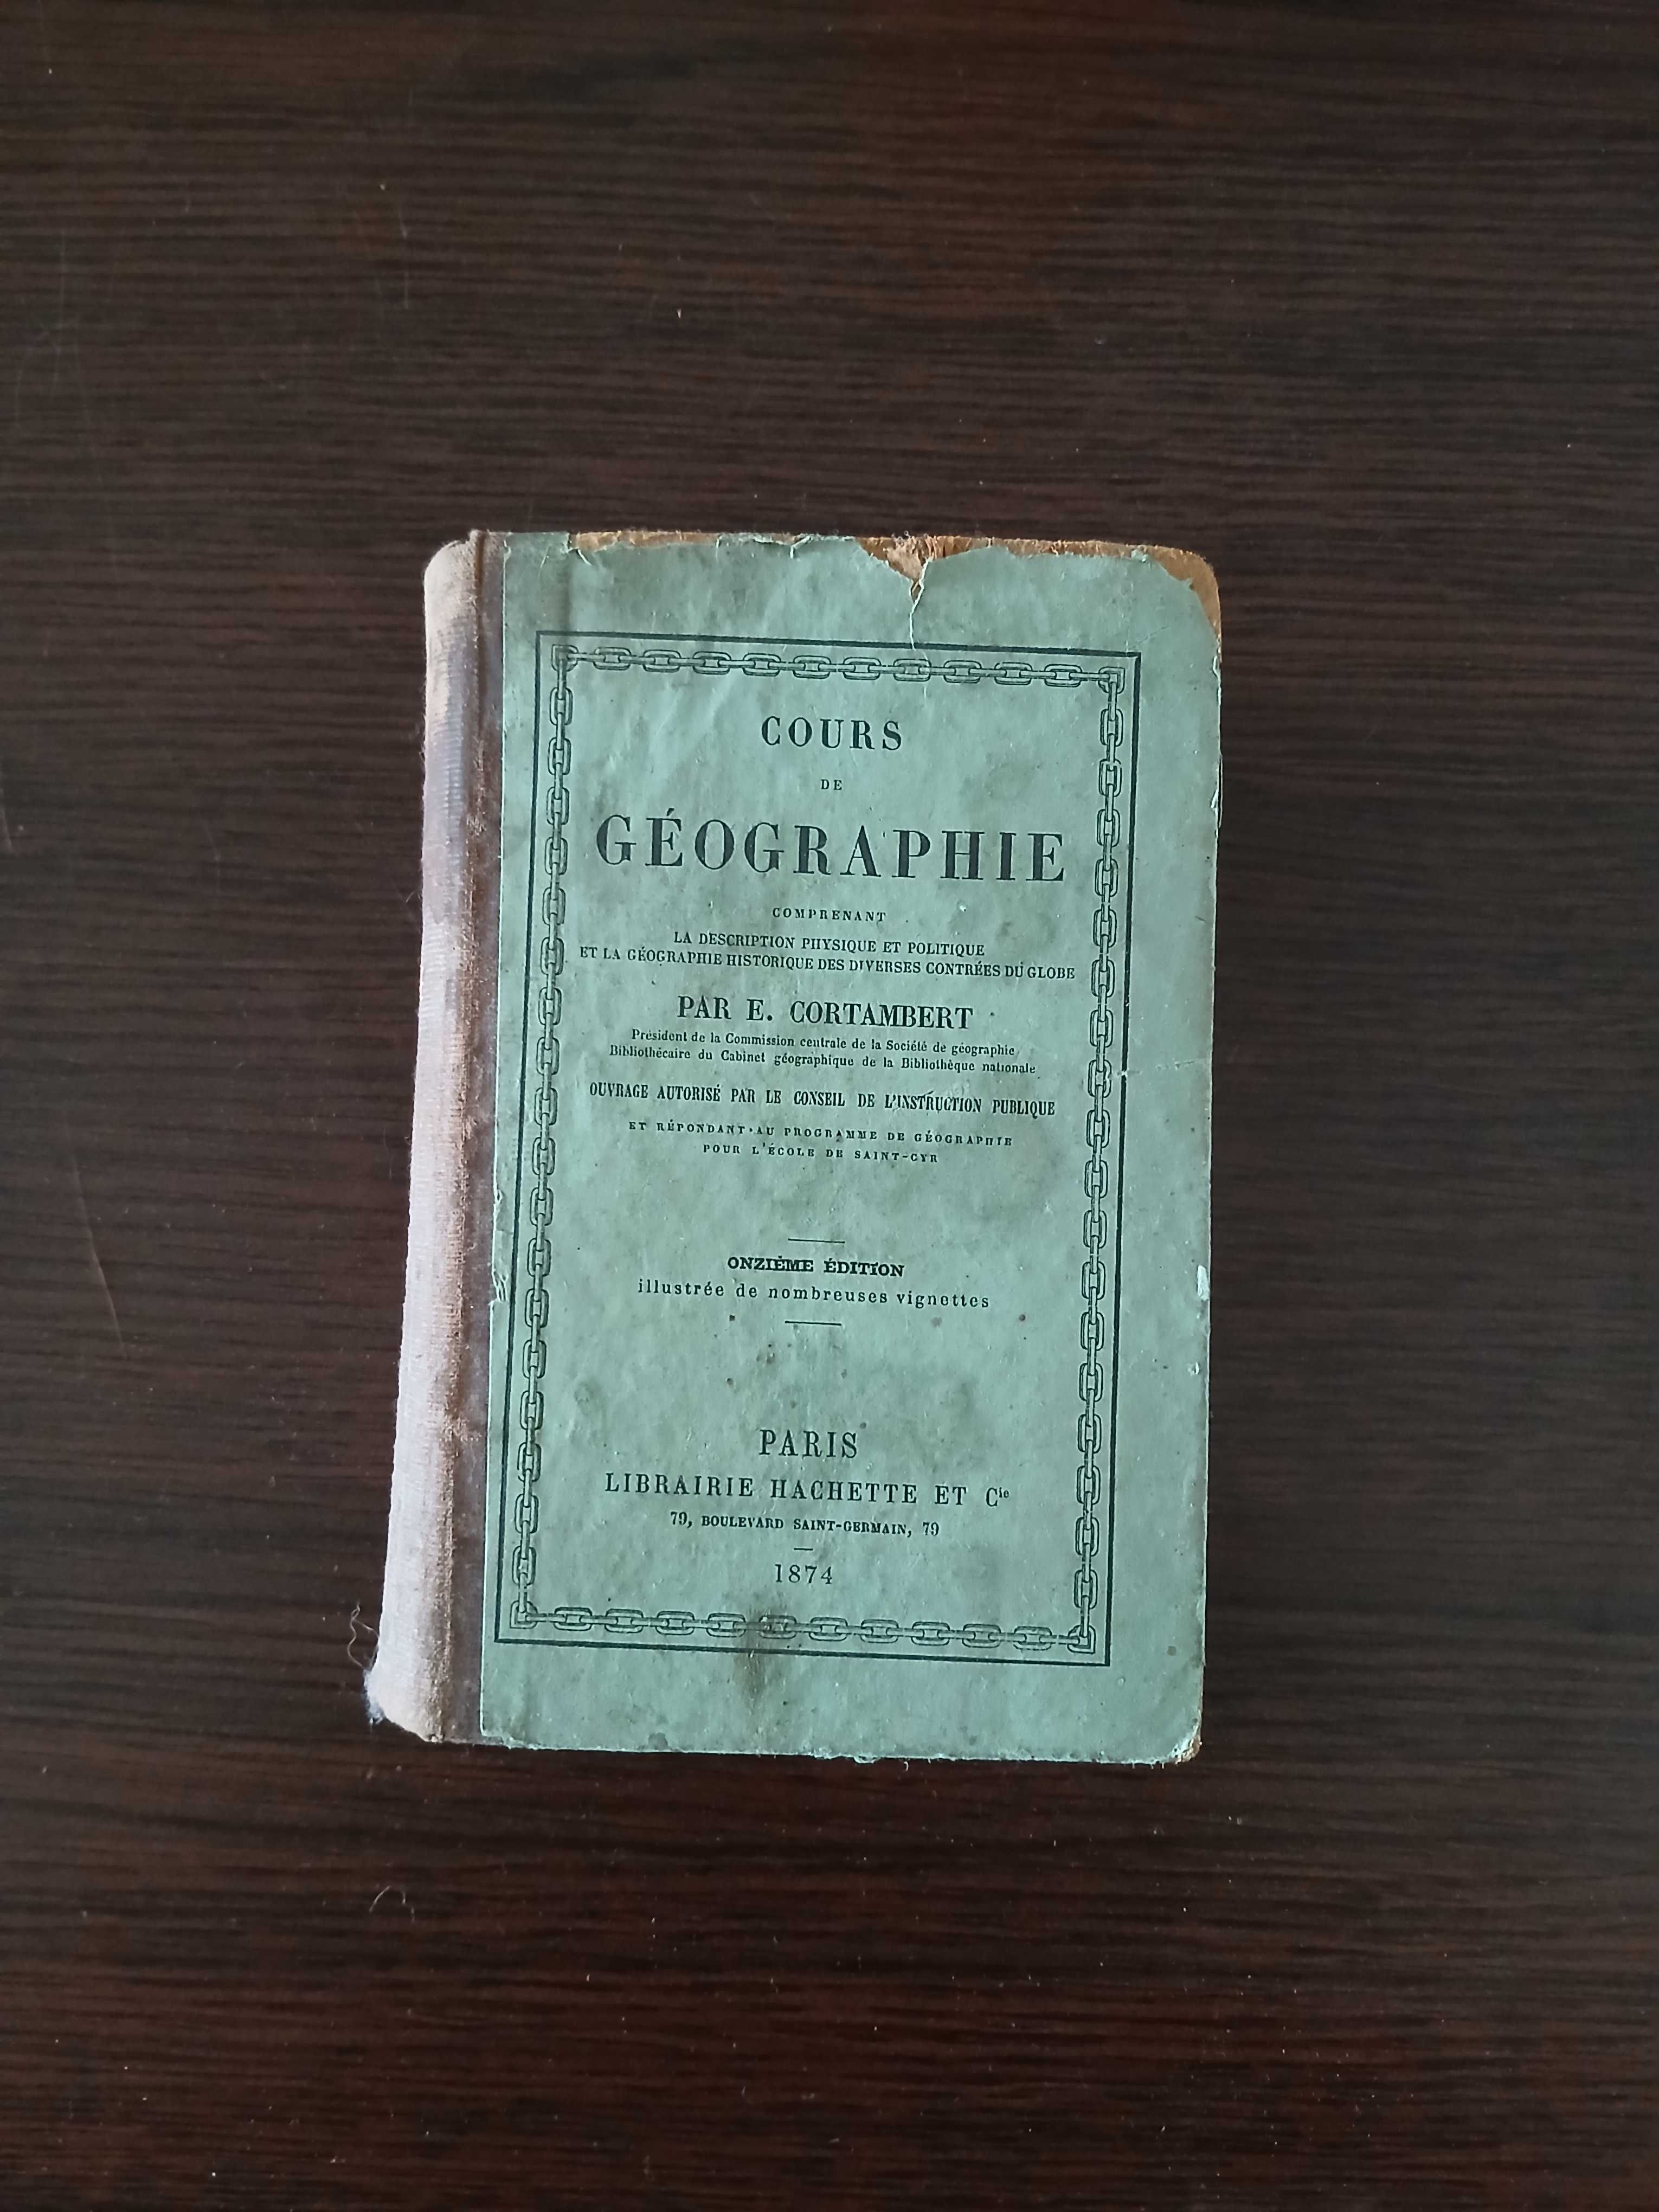 COURS
DE
GÉOGRAPHIE
COMPRENANT
LA DESCRIPTION PHYSIQUE ET POLITIQUE
ET LA GÉOGRAPHIE HISTORIQUE DES DIVERSES CONTRÉES DU GLOBE
PAR E. CORTAMBERT
Président de la Commission centrale de la Société de géographie
Bibliothécaire du Cabinet géographique de la Bibliothèque nationale
OUVRAGE AUTORISÉ PAR LE CONSEIL DE L'INSTRUCTION PUBLIQUE
ET RÉPONDANT AU PROGRAMME DE GÉOGRAPHIE
POUR L'ÉCOLE DE SAINT-CYR
ONZIÈME ÉDITION
illustrée de nombreuses vignettes
PARIS
LIBRAIRIE HACHETTE ET Cie
79, BOULEVARD SAINT-GERMAIN, 79
1874